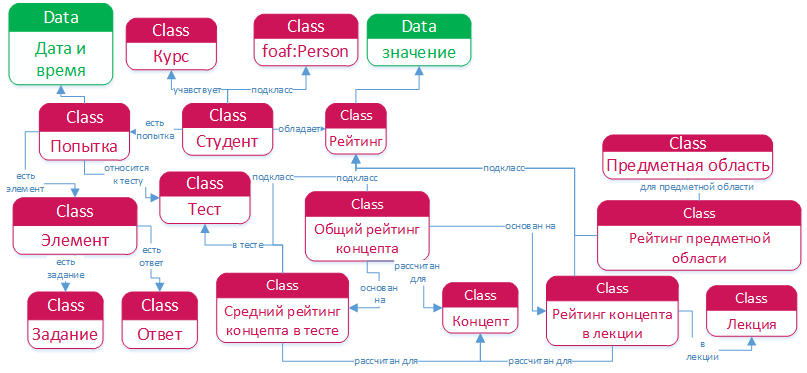 Data
Дата и
время
Class
Курс
Class
foaf:Person
Data
значение
учавствует
подкласс
Class
Попытка
есть
попытка
Class
Студент
обладает
Class
Рейтинг
Class
Предметная область
есть
элемент
относится
к тесту
подкласс
подкласс
подкласс
для предметной области
Class
Элемент
Class
Тест
Class
Общий рейтинг
концепта
основан на
Class
Рейтинг предметной
области
есть
задание
есть
ответ
в тесте
основан
на
рассчитан
для
Class
Задание
Class
Ответ
Class
Средний рейтинг
концепта в тесте
Class
Концепт
Class
Рейтинг концепта
в лекции
Class
Лекция
в
лекции
рассчитан для
рассчитан для